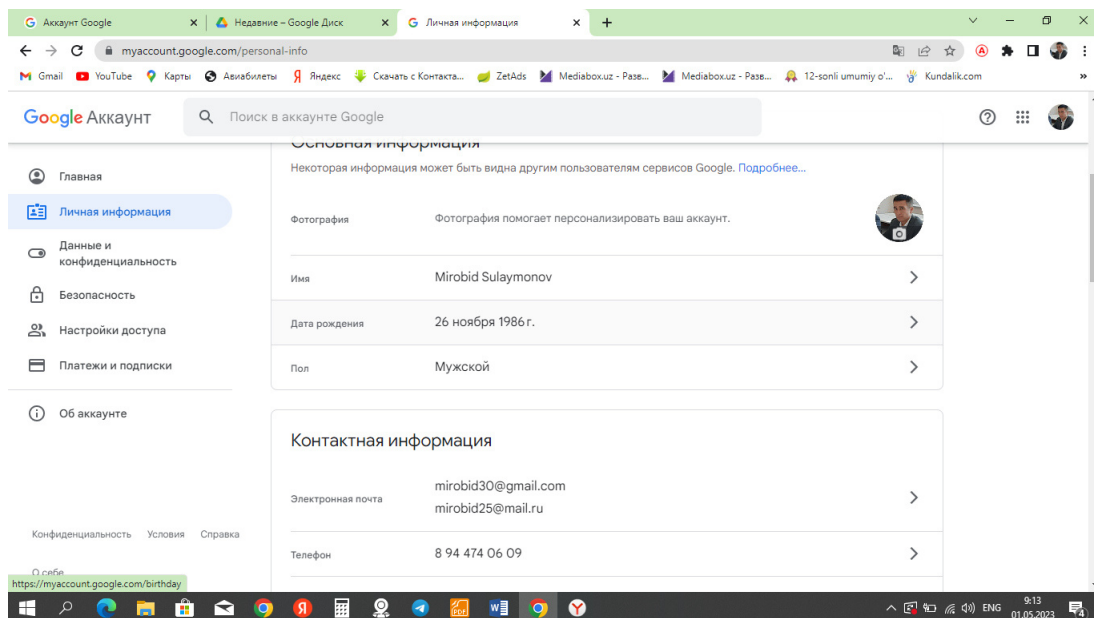 Аккаунт Google
Недавние – Google Диск
Личная информация
myaccount.google.com/personal-info
Gmail
YouTube
Карты
Авиабилеты
Яндекс
Скачать с Контакта...
ZetAds
Mediabox.uz - Разв...
Mediabox.uz - Разв...
12-sonli umumiy o'...
Kundalik.com
Google Аккаунт
Поиск в аккаунте Google
Главная
Личная информация
Данные и
конфиденциальность
Безопасность
Настройки доступа
Платежи и подписки
Об аккаунте
Конфиденциальность Условия Справка
О себе
https://myaccount.google.com/birthday
Основная информация
Некоторая информация может быть видна другим пользователям сервисов Google. Подробнее...
Фотография Фотография помогает персонализировать ваш аккаунт.
Имя Mirobid Sulaymonov
Дата рождения 26 ноября 1986 г.
Пол Мужской
Контактная информация
Электронная почта mirobid30@gmail.com
mirobid25@mail.ru
Телефон 8 94 474 06 09
ENG
9:13
01.05.2023
4